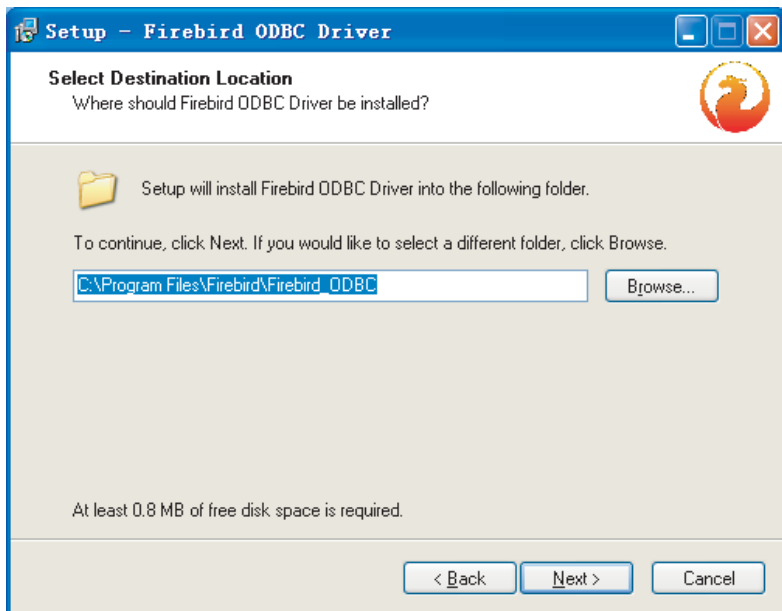 Setup - Firebird ODBC Driver
Select Destination Location
Where should Firebird ODBC Driver be installed?
Setup will install Firebird ODBC Driver into the following folder.
To continue, click Next. If you would like to select a different folder, click Browse.
C:\Program Files\Firebird\Firebird_ODBC
Browse...
At least 0.8 MB of free disk space is required.
< Back
Next >
Cancel